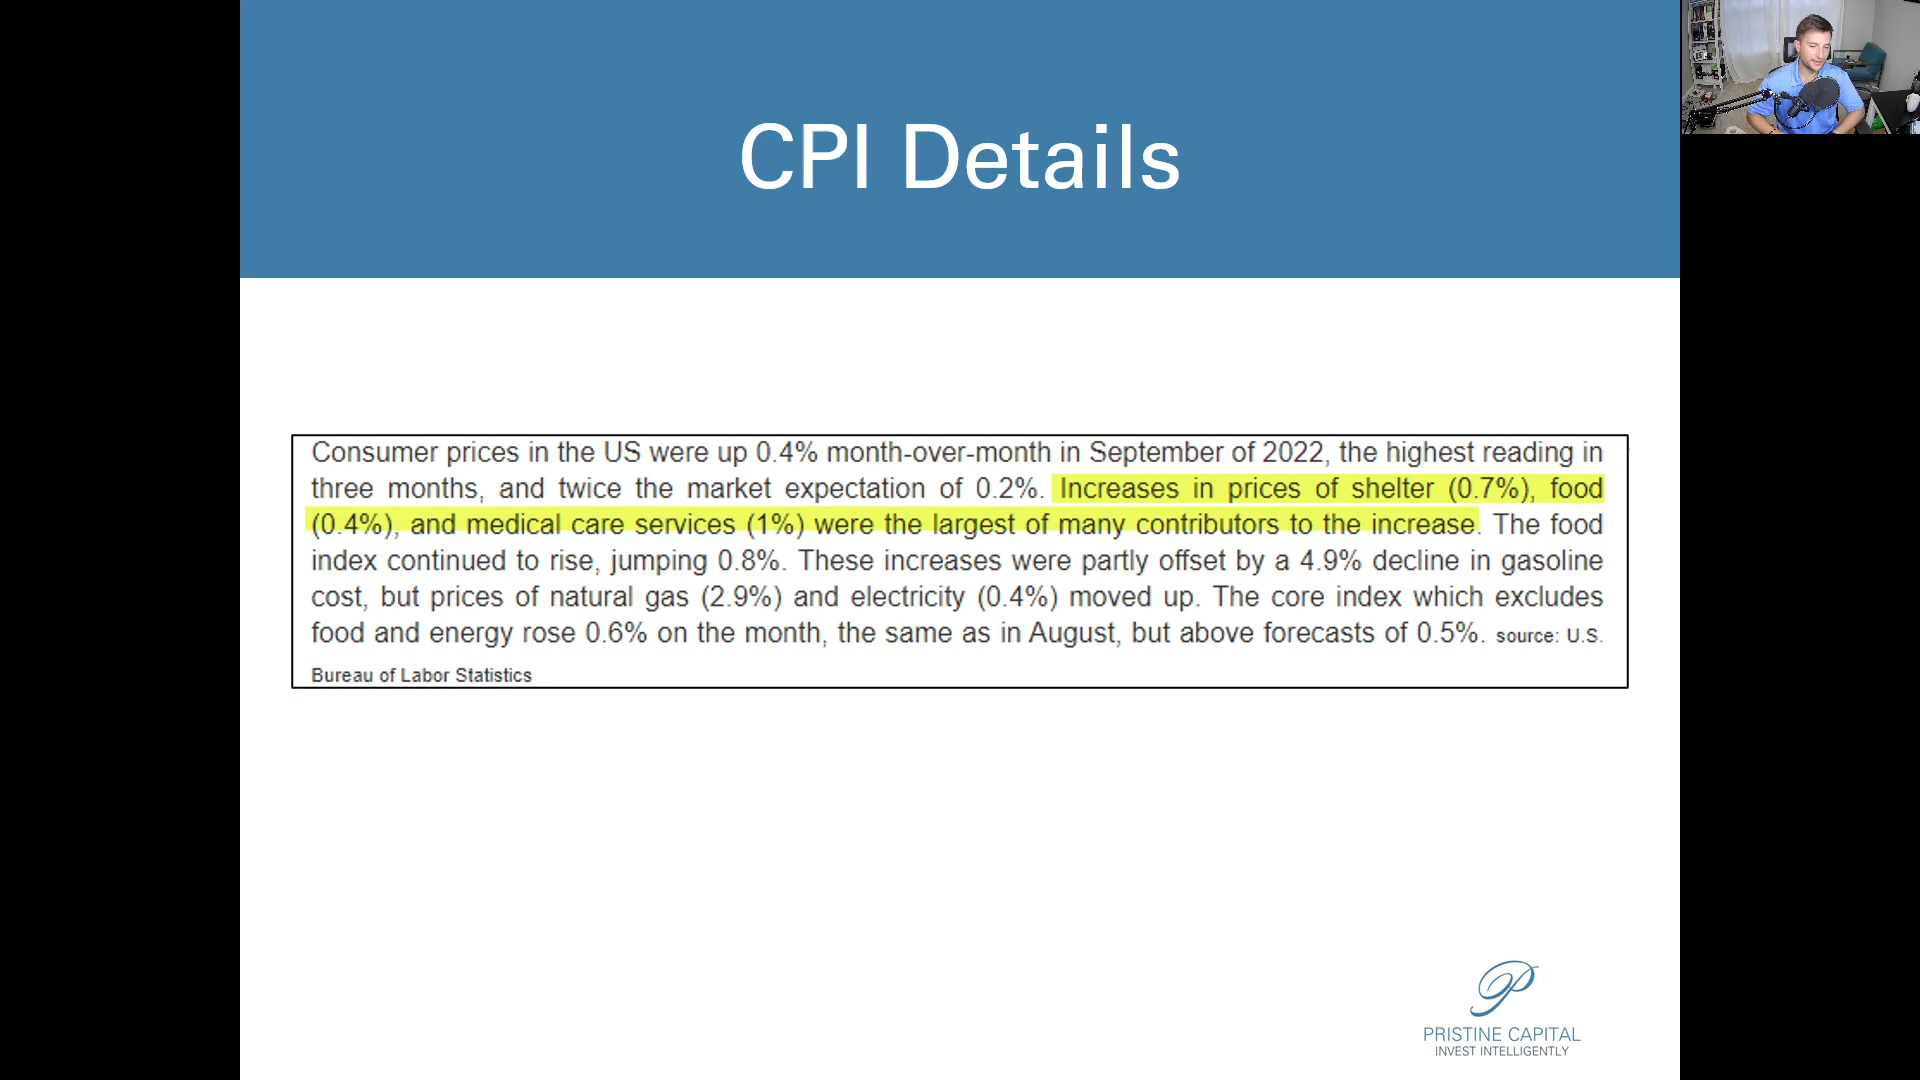 CPI Details
Consumer prices in the US were up 0.4% month-over-month in September of 2022, the highest reading in
three months, and twice the market expectation of 0.2%. Increases in prices of shelter (0.7%), food
(0.4%), and medical care services (1%) were the largest of many contributors to the increase. The food
index continued to rise, jumping 0.8%. These increases were partly offset by a 4.9% decline in gasoline
cost, but prices of natural gas (2.9%) and electricity (0.4%) moved up. The core index which excludes
food and energy rose 0.6% on the month, the same as in August, but above forecasts of 0.5%. source: U.S.
Bureau of Labor Statistics
PRISTINE CAPITAL
INVEST INTELLIGENTLY